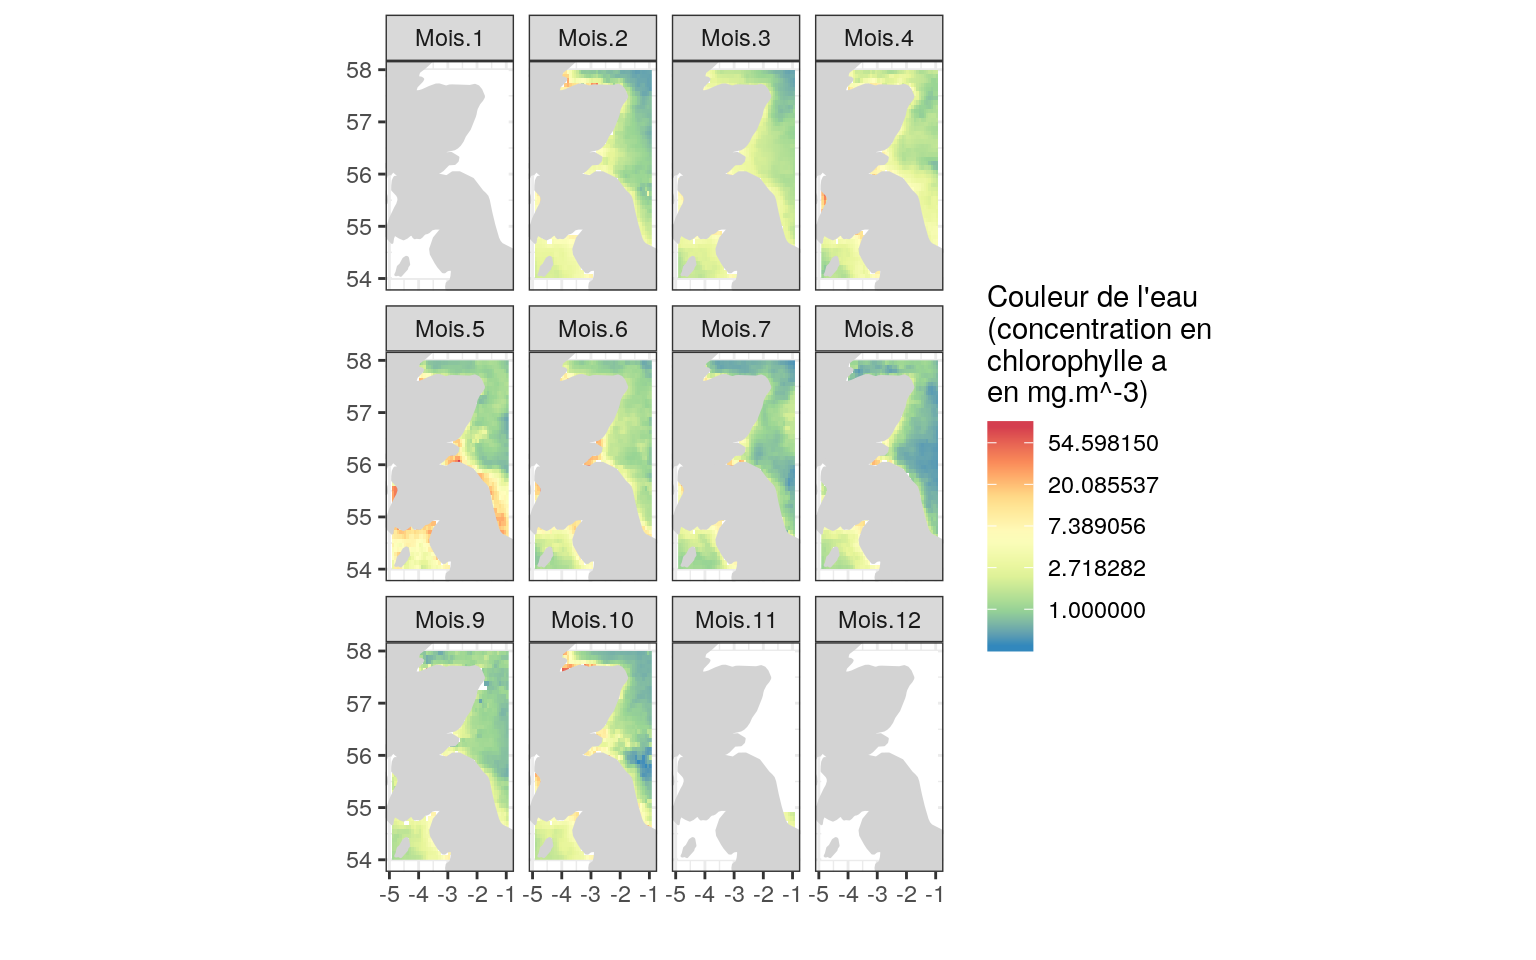 Mois.1 Mois.2 Mois.3 Mois.4
58
57
56
55
54
Mois.5 Mois.6 Mois.7 Mois.8
58
57
56
55
54
Mois.9 Mois.10 Mois.11 Mois.12
58
57
56
55
54
-5 -4 -3 -2 -1 -5 -4 -3 -2 -1 -5 -4 -3 -2 -1 -5 -4 -3 -2 -1
Couleur de l'eau
(concentration en
chlorophylle a
en mg.m^-3)
54.598150
20.085537
7.389056
2.718282
1.000000